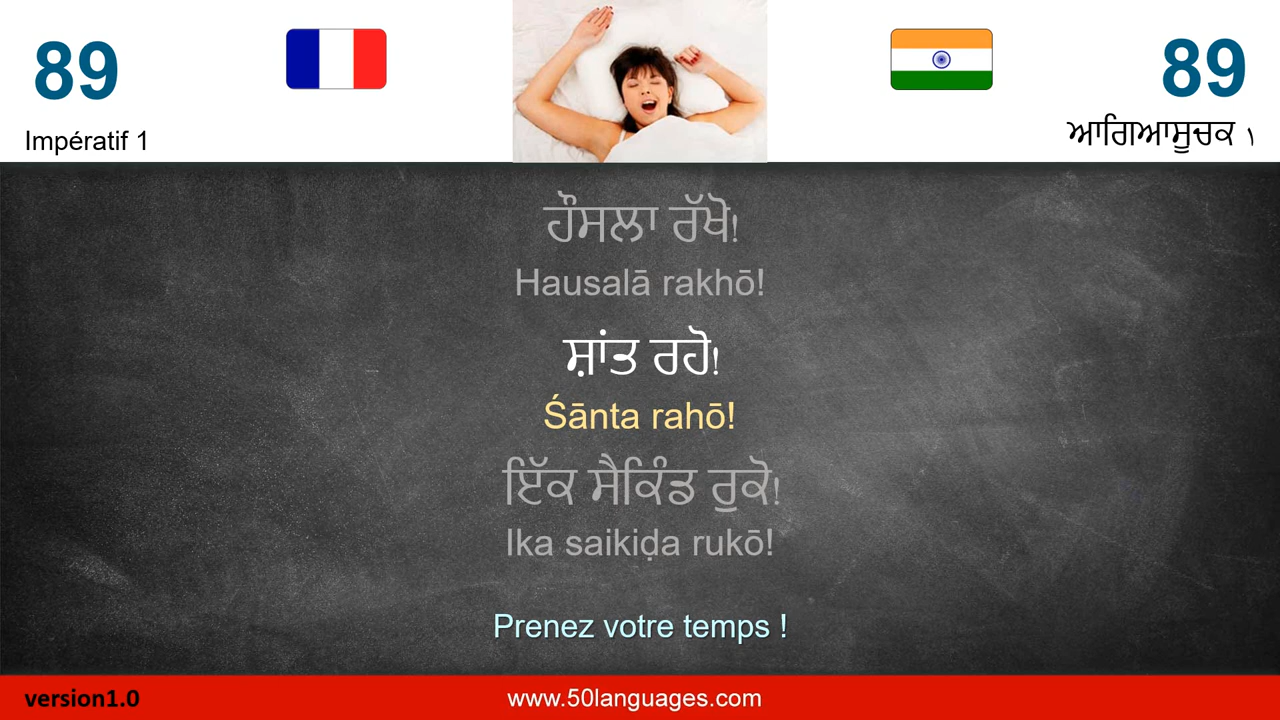 89
89
Impératif 1
ਆਗਿਆਸੂਚਕ ੧
ਹੌਸਲਾ ਰੱਖੋ!
Hausalā rakhō!
ਸ਼ਾਂਤ ਰਹੋ!
Śānta rahō!
ਇੱਕ ਸੈਕਿੰਡ ਰੁਕੋ!
Ika saikiḍa rukō!
Prenez votre temps !
version1.0
www.50languages.com